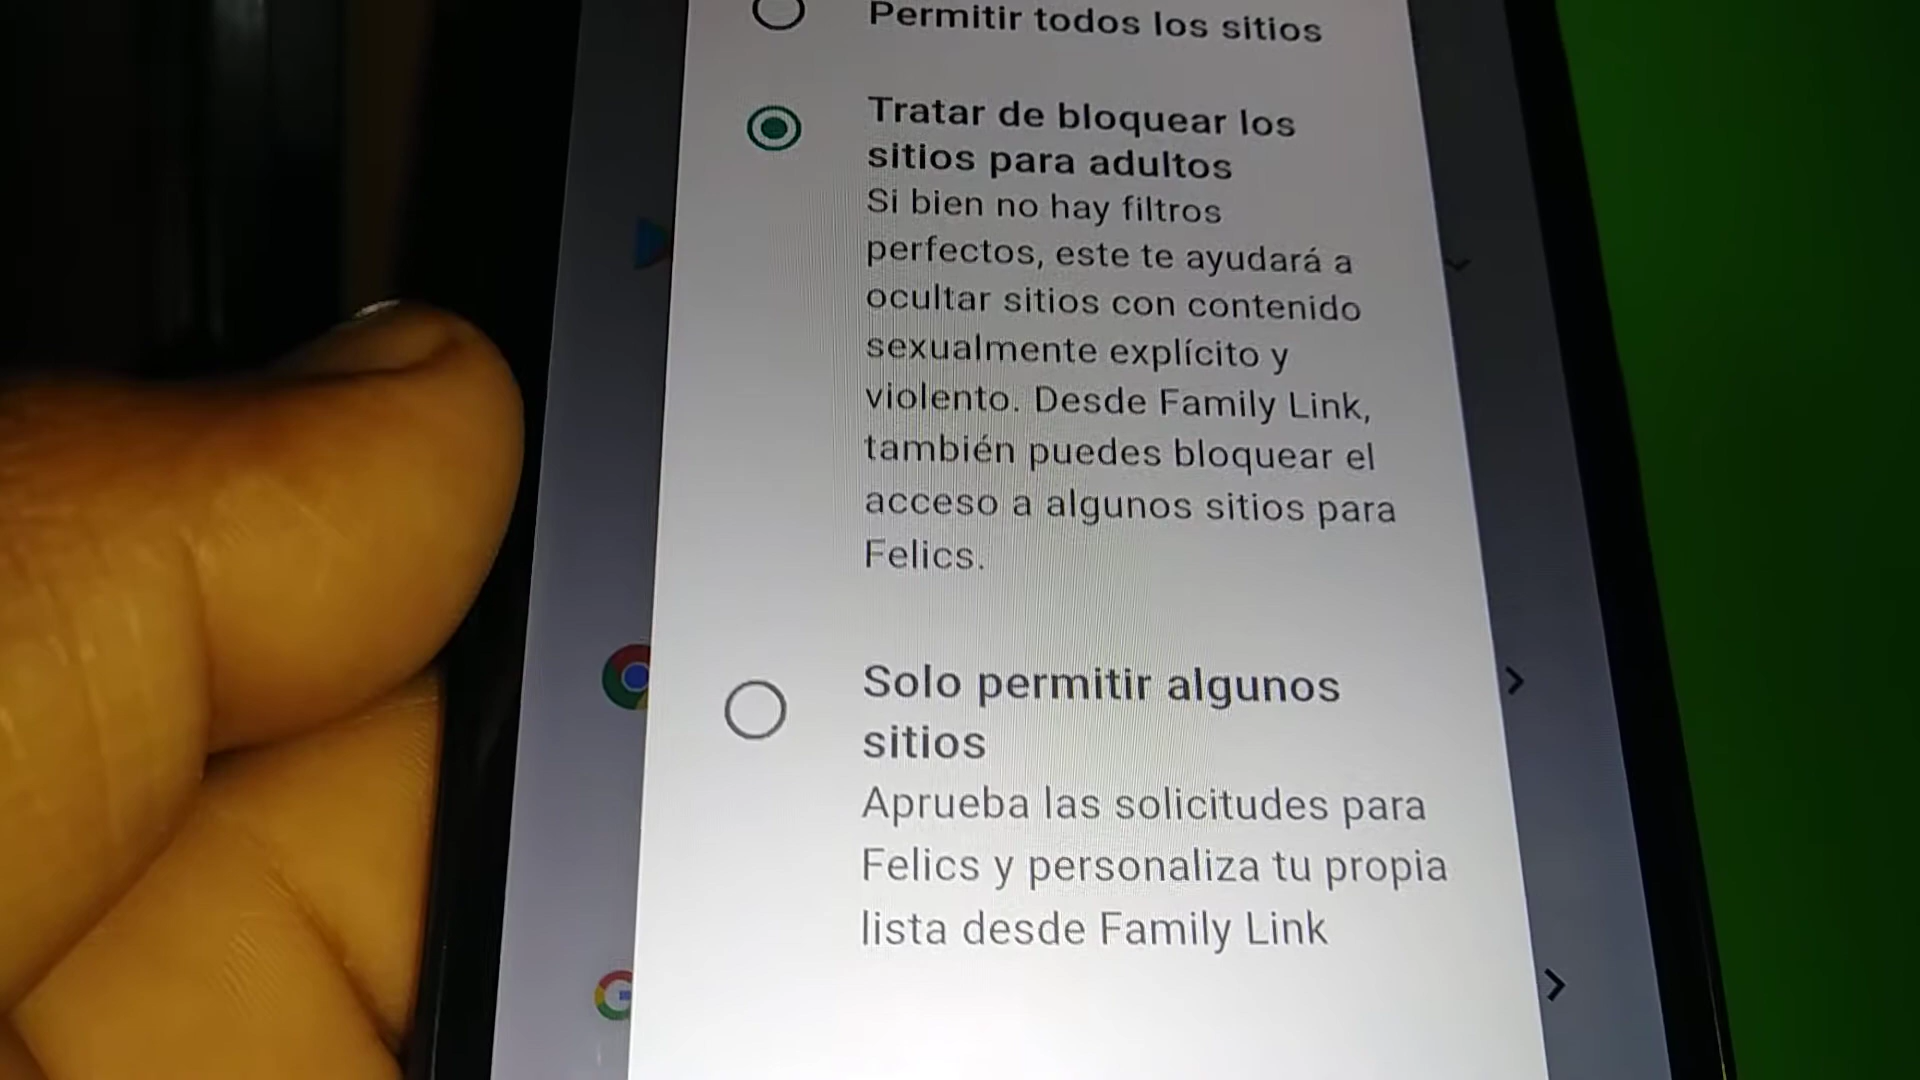 Permitir todos los sitios
Tratar de bloquear los
sitios para adultos
Si bien no hay filtros
perfectos, este te ayudará a
ocultar sitios con contenido
sexualmente explícito y
violento. Desde Family Link,
también puedes bloquear el
acceso a algunos sitios para
Felics.
Solo permitir algunos
sitios
Aprueba las solicitudes para
Felics y personaliza tu propia
lista desde Family Link